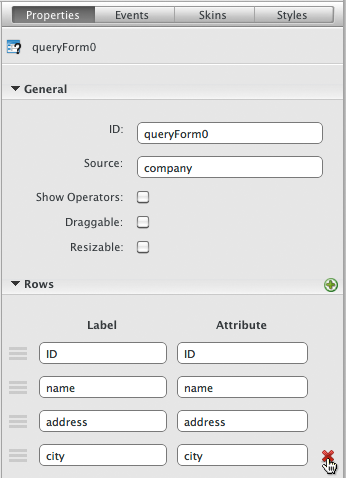 Properties Events Skins Styles
queryForm0
General
ID: queryForm0
Source: company
Show Operators:
Draggable:
Resizable:
Rows
Label Attribute
ID ID
name name
address address
city city